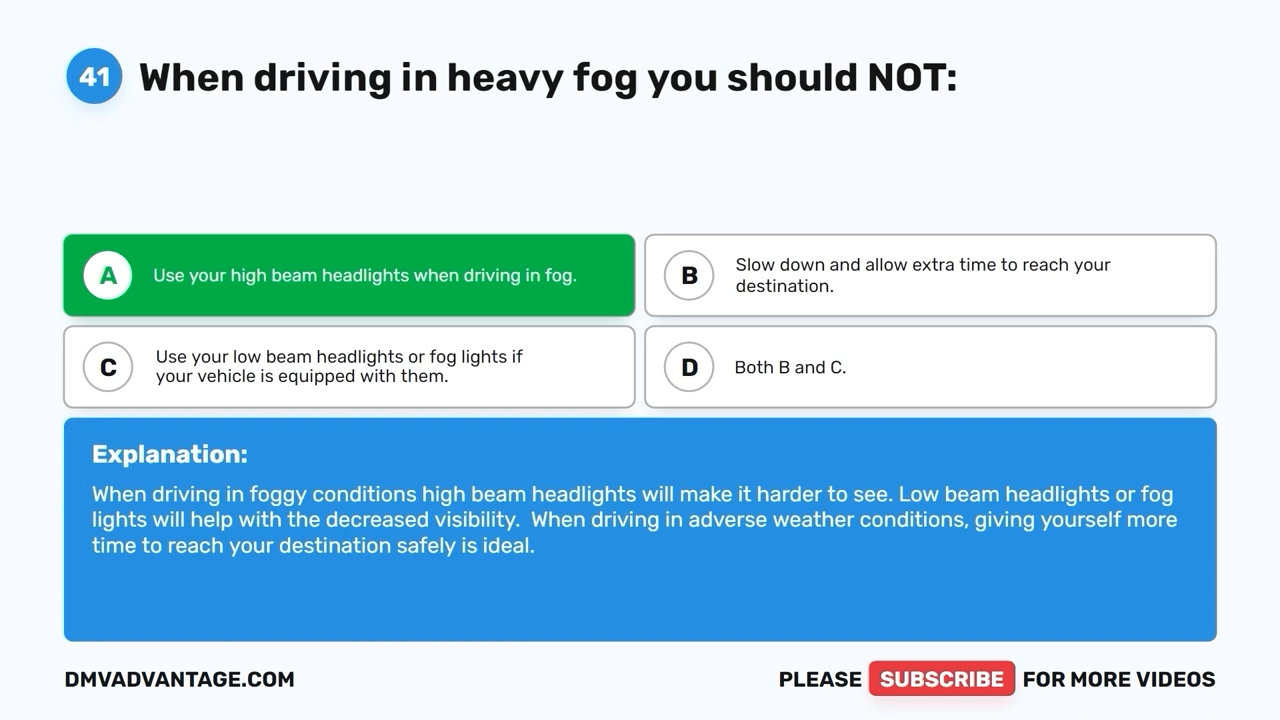 41 When driving in heavy fog you should NOT:
A Use your high beam headlights when driving in fog.
B Slow down and allow extra time to reach your
destination.
C Use your low beam headlights or fog lights if
your vehicle is equipped with them.
D Both B and C.
Explanation:
When driving in foggy conditions high beam headlights will make it harder to see. Low beam headlights or fog
lights will help with the decreased visibility.  When driving in adverse weather conditions, giving yourself more
time to reach your destination safely is ideal.
DMVADVANTAGE.COM
PLEASE SUBSCRIBE FOR MORE VIDEOS